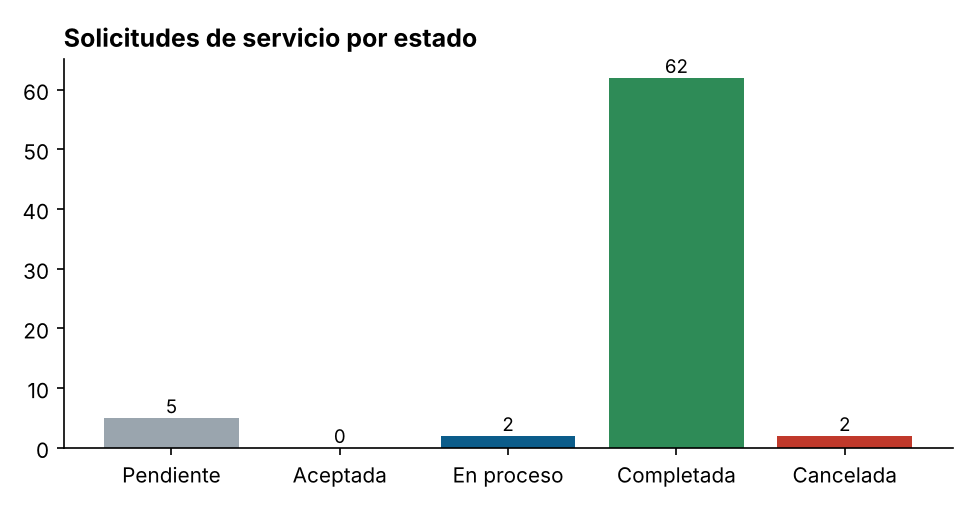 Solicitudes de servicio por estado
60
50
40
30
20
10
0
5
0
2
62
2
Pendiente
Aceptada
En proceso
Completada
Cancelada